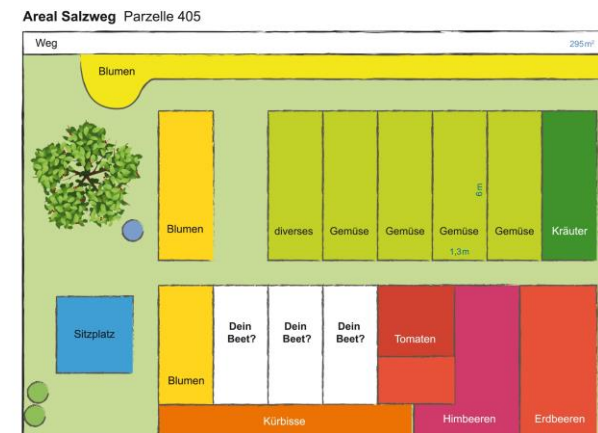 Areal Salzweg Parzelle 405
Weg
295m²
Blumen
6m
Blumen
diverses
Gemüse
Gemüse
Gemüse
Gemüse
Kräuter
1,3m
Sitzplatz
Dein
Beet?
Dein
Beet?
Dein
Beet?
Tomaten
Blumen
Kürbisse
Himbeeren
Erdbeeren